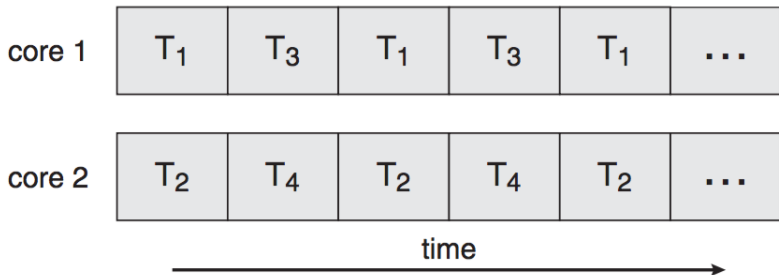 core 1 T₁ T₃ T₁ T₃ T₁ ...
core 2 T₂ T₄ T₂ T₄ T₂ ...
time